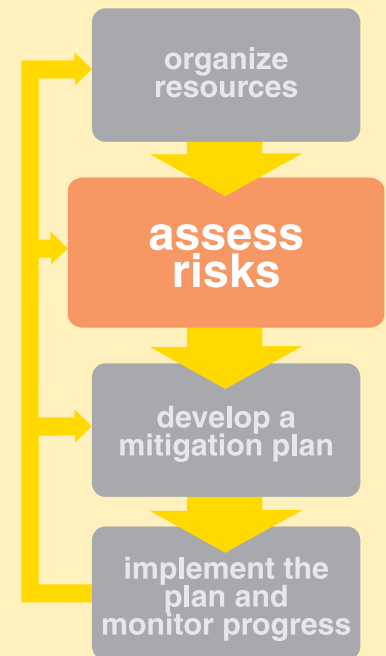 organize
resources
assess
risks
develop a
mitigation plan
implement the
plan and
monitor progress